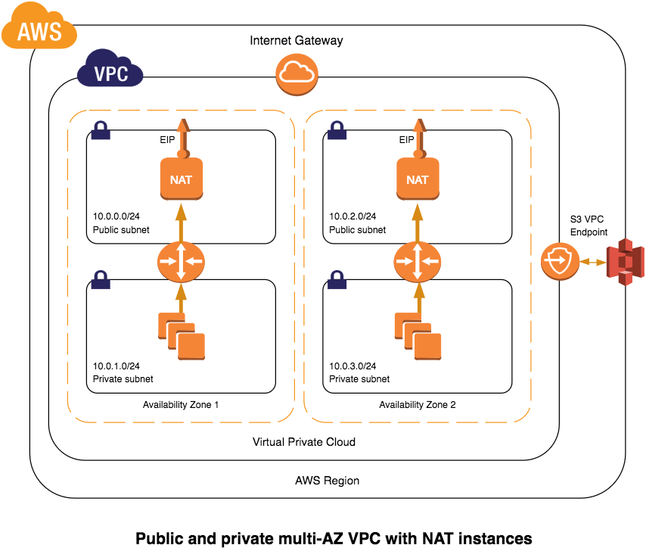 AWS
Internet Gateway
VPC
EIP
NAT
10.0.0.0/24
Public subnet
10.0.1.0/24
Private subnet
Availability Zone 1
EIP
NAT
10.0.2.0/24
Public subnet
10.0.3.0/24
Private subnet
Availability Zone 2
S3 VPC
Endpoint
Virtual Private Cloud
AWS Region
Public and private multi-AZ VPC with NAT instances